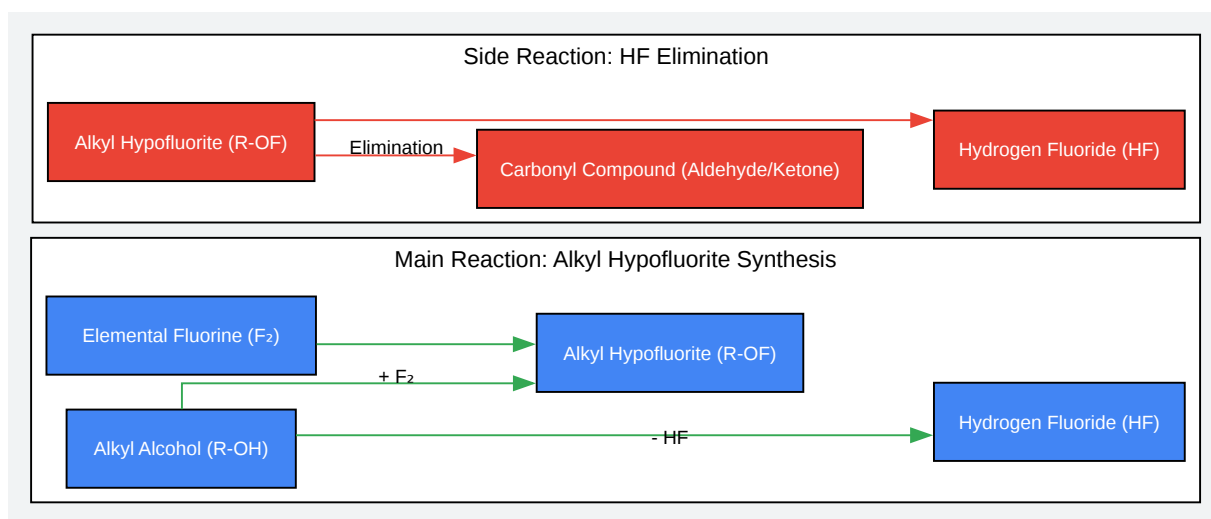 Side Reaction: HF Elimination
Alkyl Hypofluorite (R-OF)
Elimination
Carbonyl Compound (Aldehyde/Ketone)
Hydrogen Fluoride (HF)
Main Reaction: Alkyl Hypofluorite Synthesis
Elemental Fluorine (F₂)
Alkyl Hypofluorite (R-OF)
+ F₂
Alkyl Alcohol (R-OH)
- HF
Hydrogen Fluoride (HF)